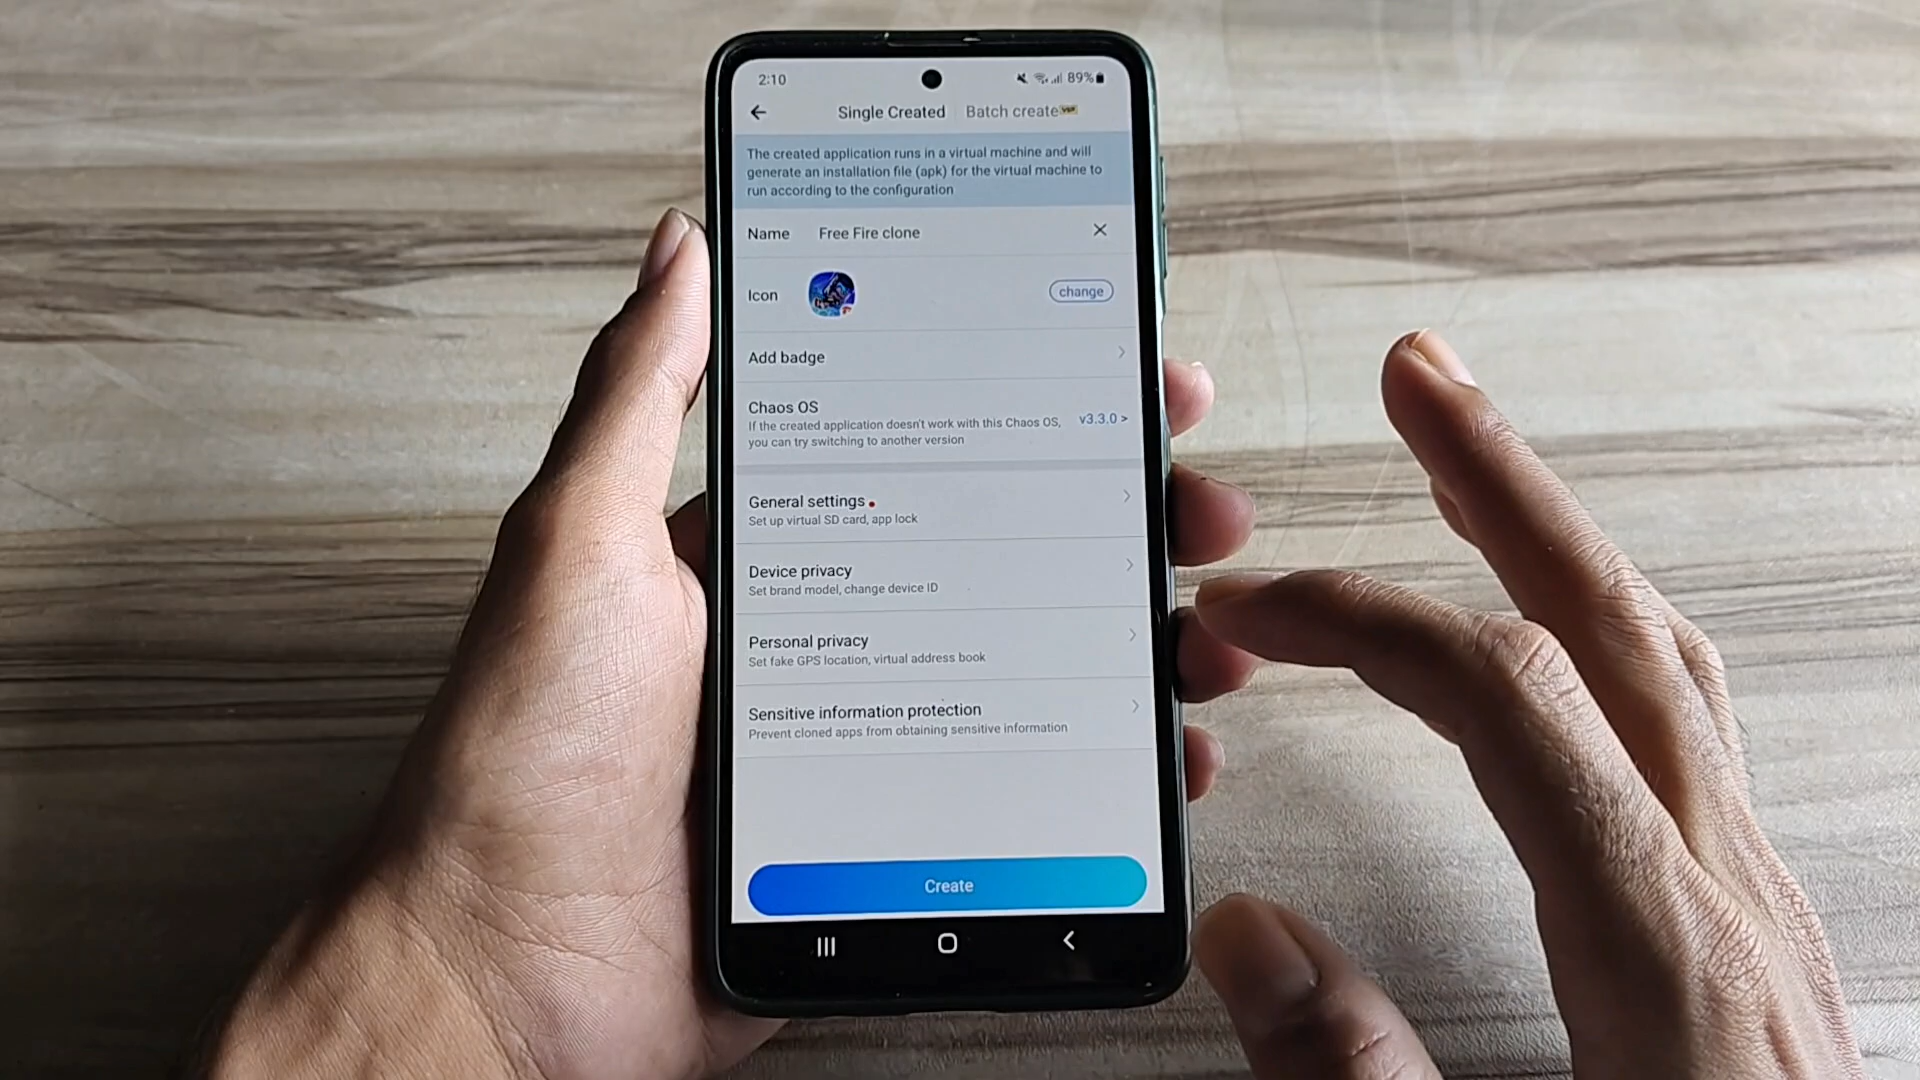 2:10
89%
Single Created
Batch create
VIP
The created application runs in a virtual machine and will
generate an installation file (apk) for the virtual machine to
run according to the configuration
Name
Free Fire clone
Icon
change
Add badge
Chaos OS
If the created application doesn't work with this Chaos OS,
you can try switching to another version
v3.3.0 >
General settings
Set up virtual SD card, app lock
Device privacy
Set brand model, change device ID
Personal privacy
Set fake GPS location, virtual address book
Sensitive information protection
Prevent cloned apps from obtaining sensitive information
Create